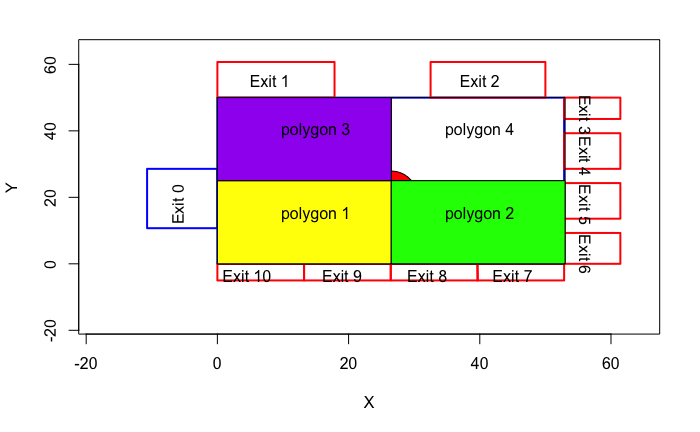 Exit 1
Exit 2
Exit 3
Exit 4
Exit 5
Exit 6
Exit 0
polygon 3
polygon 4
polygon 1
polygon 2
Exit 10
Exit 9
Exit 8
Exit 7
60
40
20
0
-20
Y
-20
0
20
40
60
X